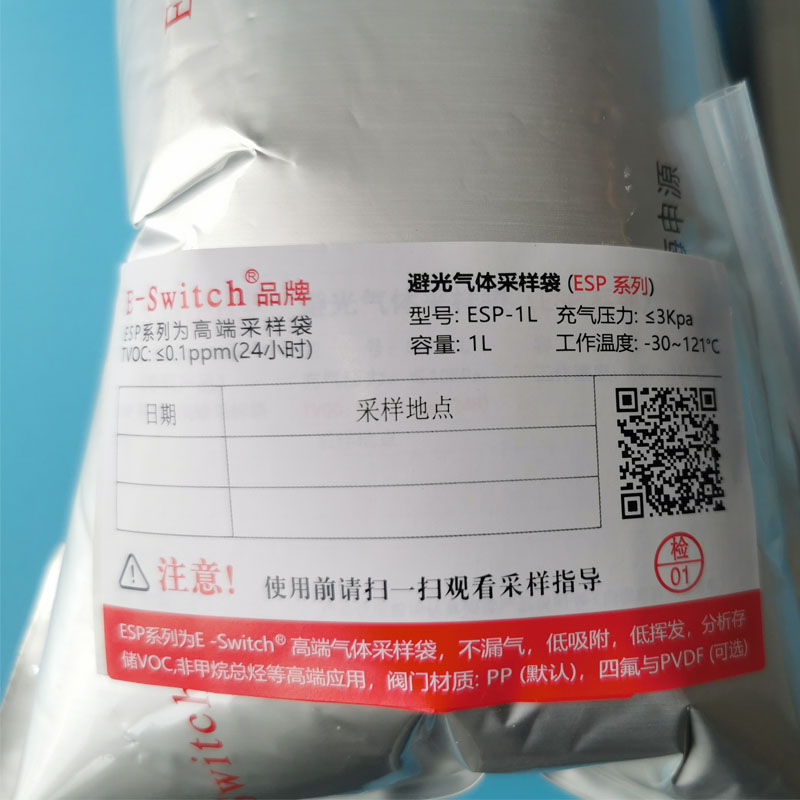 E-Switch® 品牌
ESP系列为高端采样袋
TVOC: ≤0.1ppm(24小时)
避光气体采样袋 (ESP 系列)
型号: ESP-1L 充气压力: ≤3Kpa
容量: 1L 工作温度: -30~121℃
日期 采样地点
注意! 使用前请扫一扫观看采样指导
检
01
ESP系列为E -Switch® 高端气体采样袋，不漏气，低吸附，低挥发，分析存
储VOC,非甲烷总烃等高端应用，阀门材质: PP (默认)，四氟与PVDF (可选)
Switch
申源